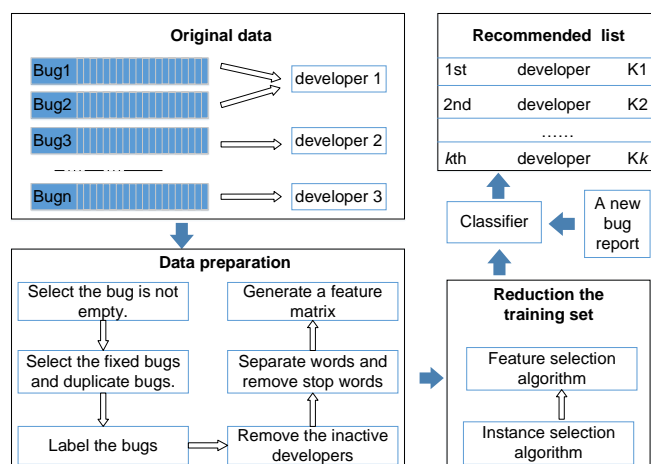 Original data
Bug1
Bug2
developer 1
Bug3
developer 2
Bugn
developer 3
Recommended list
1st developer K1
2nd developer K2
......
kth developer Kk
Classifier
A new
bug
report
Data preparation
Select the bug is not
empty.
Generate a feature
matrix
Select the fixed bugs
and duplicate bugs.
Separate words and
remove stop words
Label the bugs
Remove the inactive
developers
Reduction the
training set
Feature selection
algorithm
Instance selection
algorithm